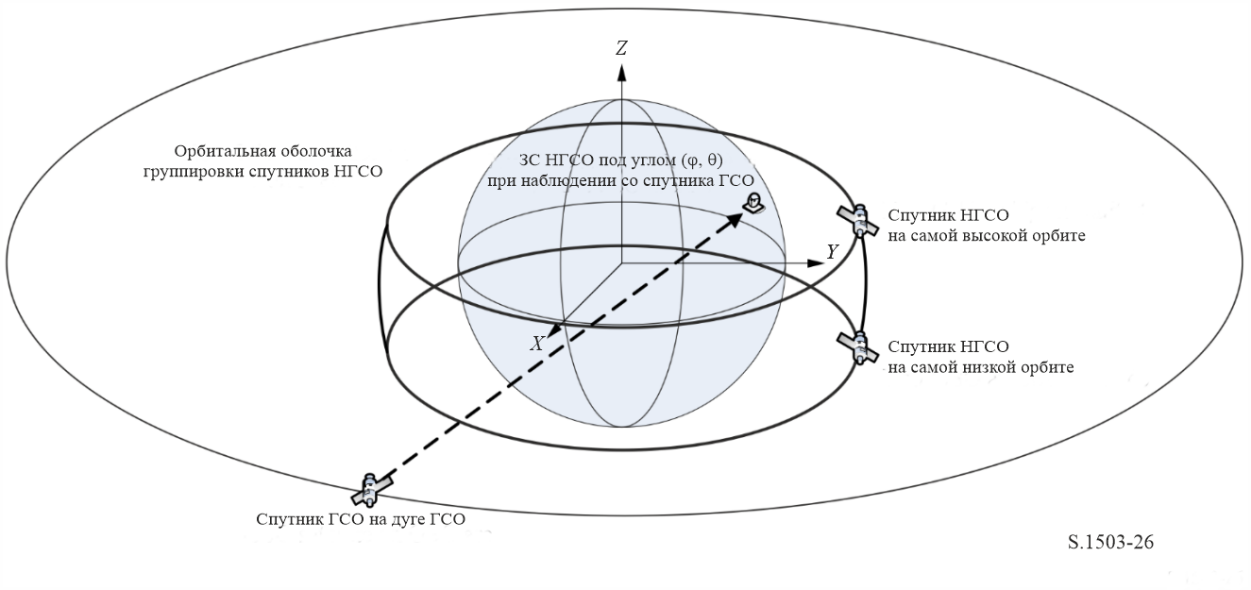 Z
Орбитальная оболочка
группировки спутников НГСО
ЗС НГСО под углом (φ, θ)
при наблюдении со спутника ГСО
Спутник НГСО
на самой высокой орбите
Y
X
Спутник НГСО
на самой низкой орбите
Спутник ГСО на дуге ГСО
S.1503-26